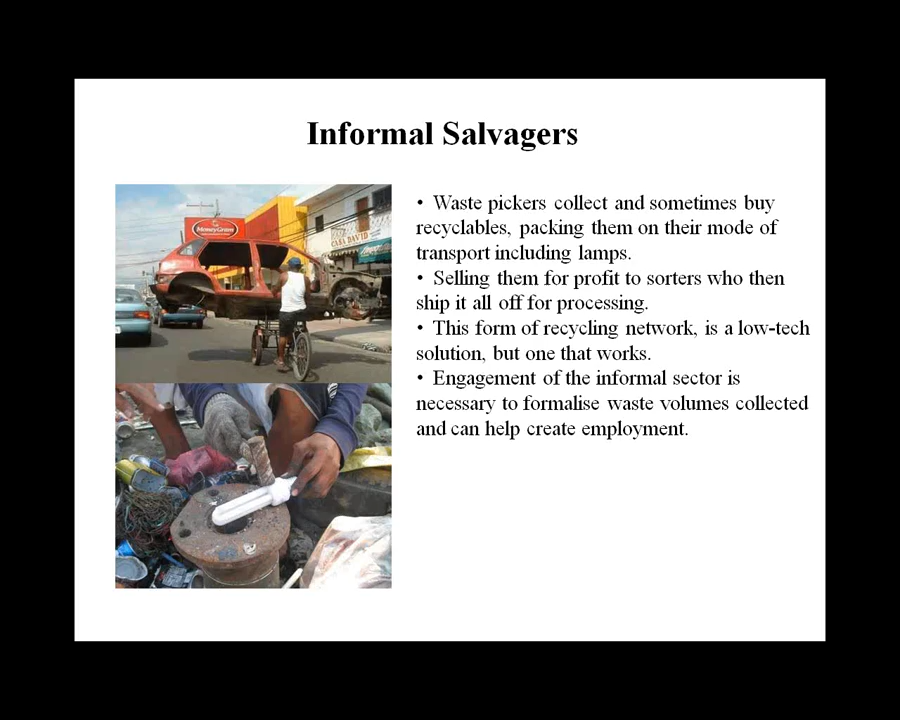 Informal Salvagers
MoneyGram
CASA DAVID
• Waste pickers collect and sometimes buy
recyclables, packing them on their mode of
transport including lamps.
• Selling them for profit to sorters who then
ship it all off for processing.
• This form of recycling network, is a low-tech
solution, but one that works.
• Engagement of the informal sector is
necessary to formalise waste volumes collected
and can help create employment.